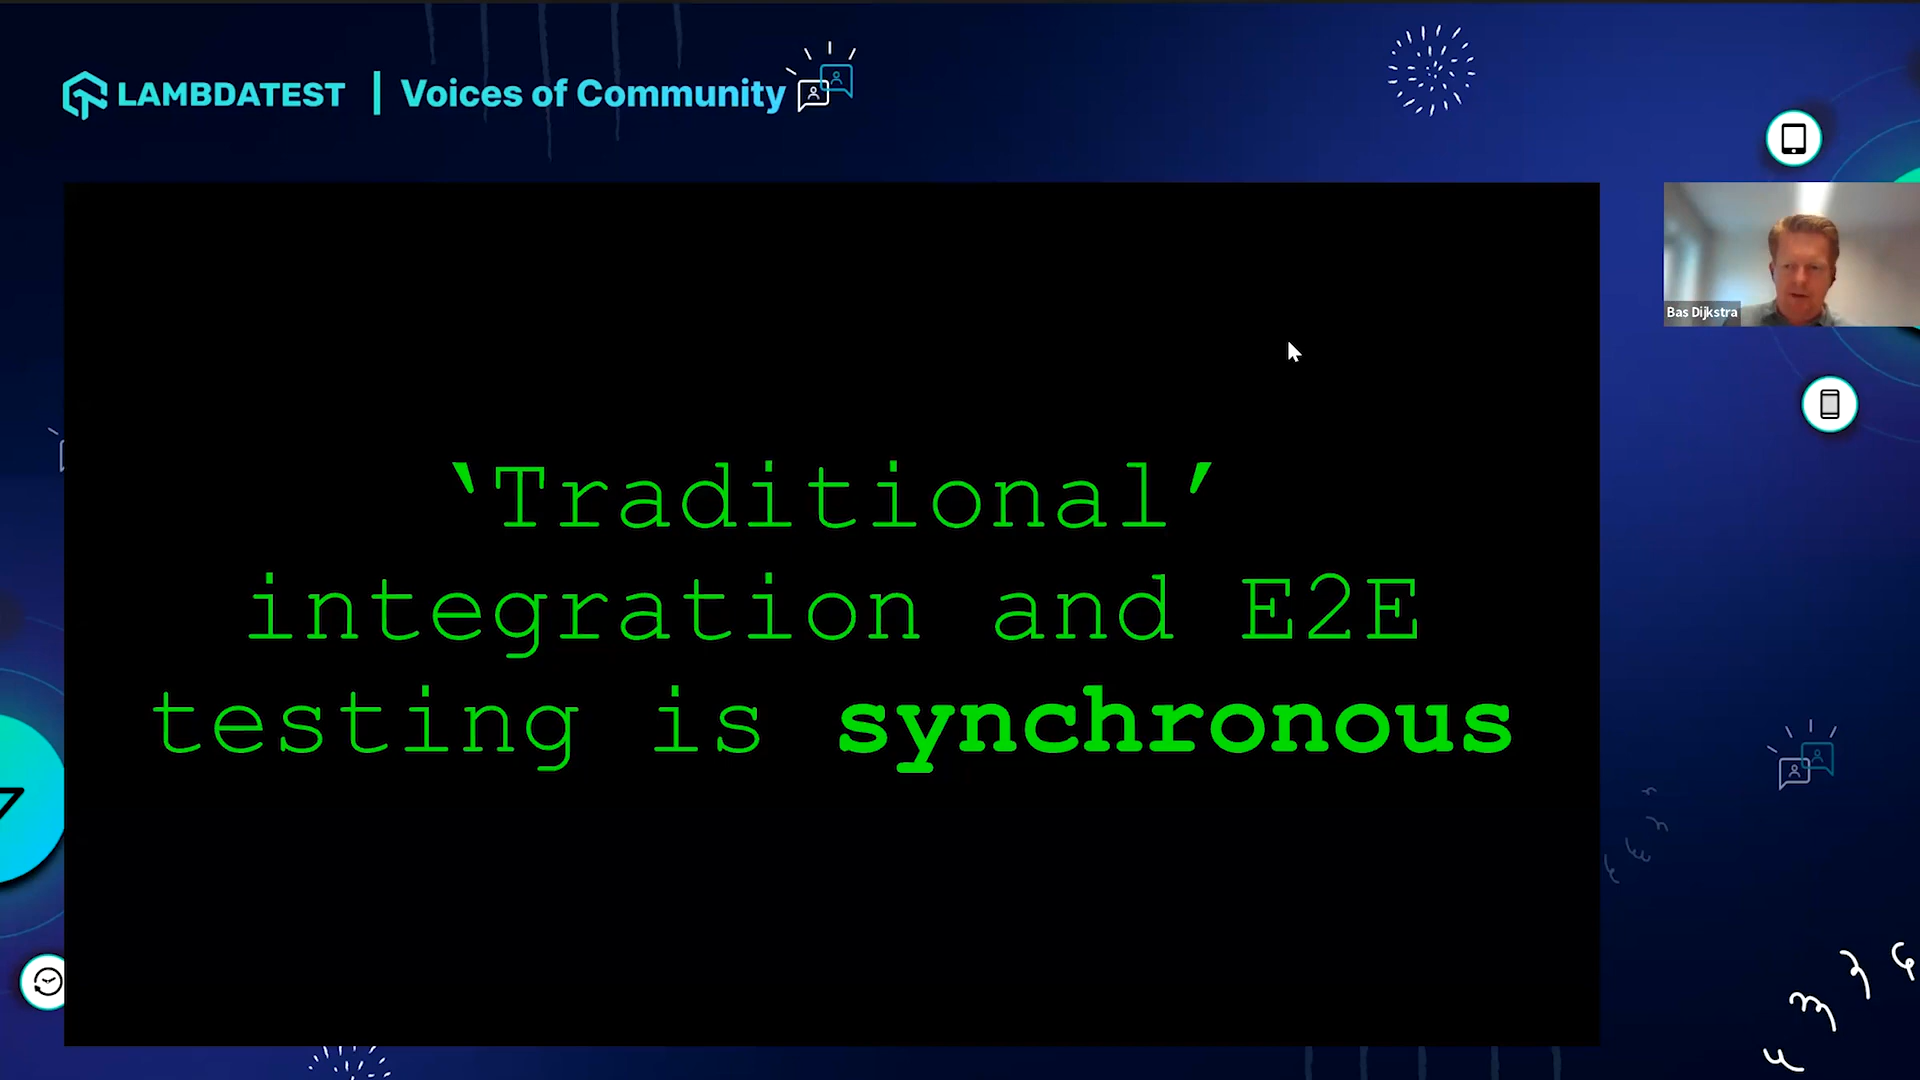 LAMBDATEST | Voices of Community
Bas Dijkstra
‘Traditional’
integration and E2E
testing is synchronous